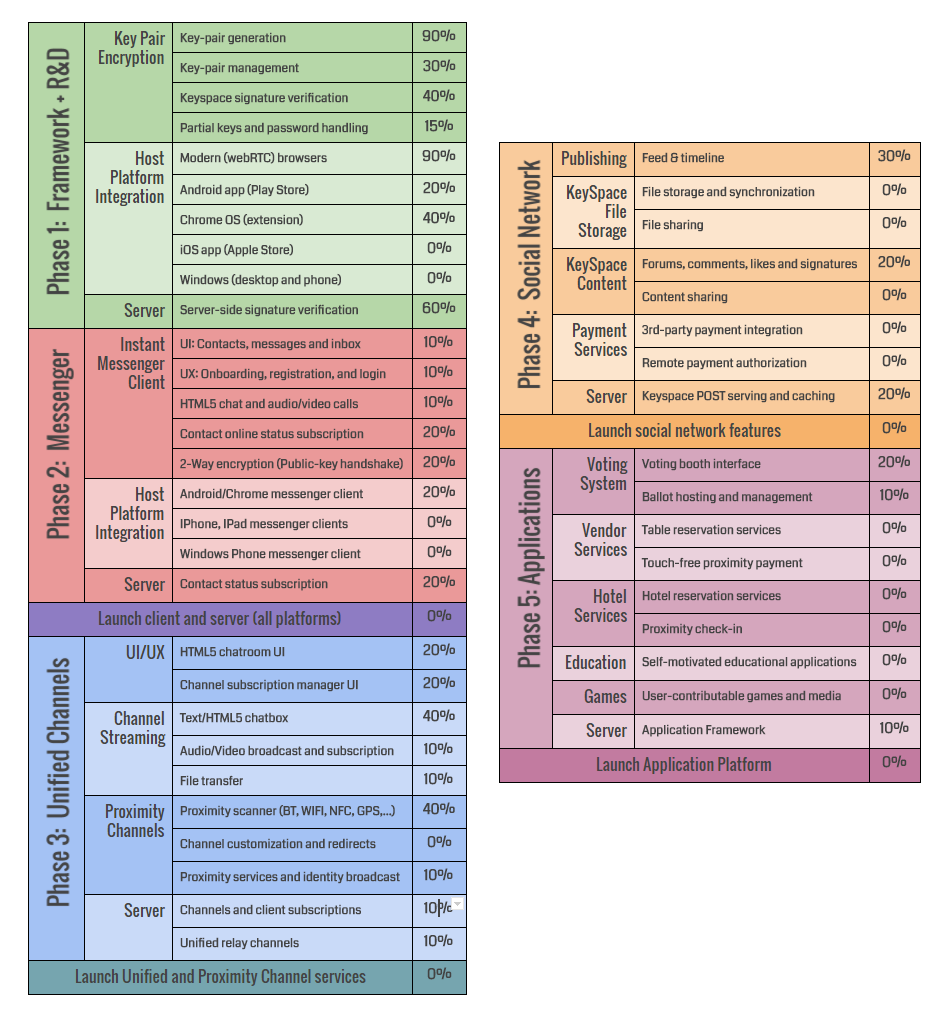 Phase 1: Framework + R&D
Key Pair
Encryption
Key-pair generation 90%
Key-pair management 30%
Keyspace signature verification 40%
Partial keys and password handling 15%
Host
Platform
Integration
Modern (webRTC) browsers 90%
Android app (Play Store) 20%
Chrome OS (extension) 40%
iOS app (Apple Store) 0%
Windows (desktop and phone) 0%
Server Server-side signature verification 60%
Phase 2: Messenger
Instant
Messenger
Client
UI: Contacts, messages and inbox 10%
UX: Onboarding, registration, and login 10%
HTML5 chat and audio/video calls 10%
Contact online status subscription 20%
2-Way encryption (Public-key handshake) 20%
Host
Platform
Integration
Android/Chrome messenger client 20%
IPhone, IPad messenger clients 0%
Windows Phone messenger client 0%
Server Contact status subscription 20%
Launch client and server (all platforms) 0%
Phase 3: Unified Channels
UI/UX
HTML5 chatroom UI 20%
Channel subscription manager UI 20%
Channel
Streaming
Text/HTML5 chatbox 40%
Audio/Video broadcast and subscription 10%
File transfer 10%
Proximity
Channels
Proximity scanner (BT, WIFI, NFC, GPS,...) 40%
Channel customization and redirects 0%
Proximity services and identity broadcast 10%
Server
Channels and client subscriptions 10%
Unified relay channels 10%
Launch Unified and Proximity Channel services 0%
Phase 4: Social Network
Publishing Feed & timeline 30%
KeySpace
File
Storage
File storage and synchronization 0%
File sharing 0%
KeySpace
Content
Forums, comments, likes and signatures 20%
Content sharing 10%
Payment
Services
3rd-party payment integration 0%
Remote payment authorization 0%
Server Keyspace POST serving and caching 20%
Launch social network features 0%
Phase 5: Applications
Voting
System
Voting booth interface 20%
Ballot hosting and management 10%
Vendor
Services
Table reservation services 0%
Touch-free proximity payment 0%
Hotel
Services
Hotel reservation services 0%
Proximity check-in 0%
Education Self-motivated educational applications 0%
Games User-contributable games and media 0%
Server Application Framework 10%
Launch Application Platform 0%